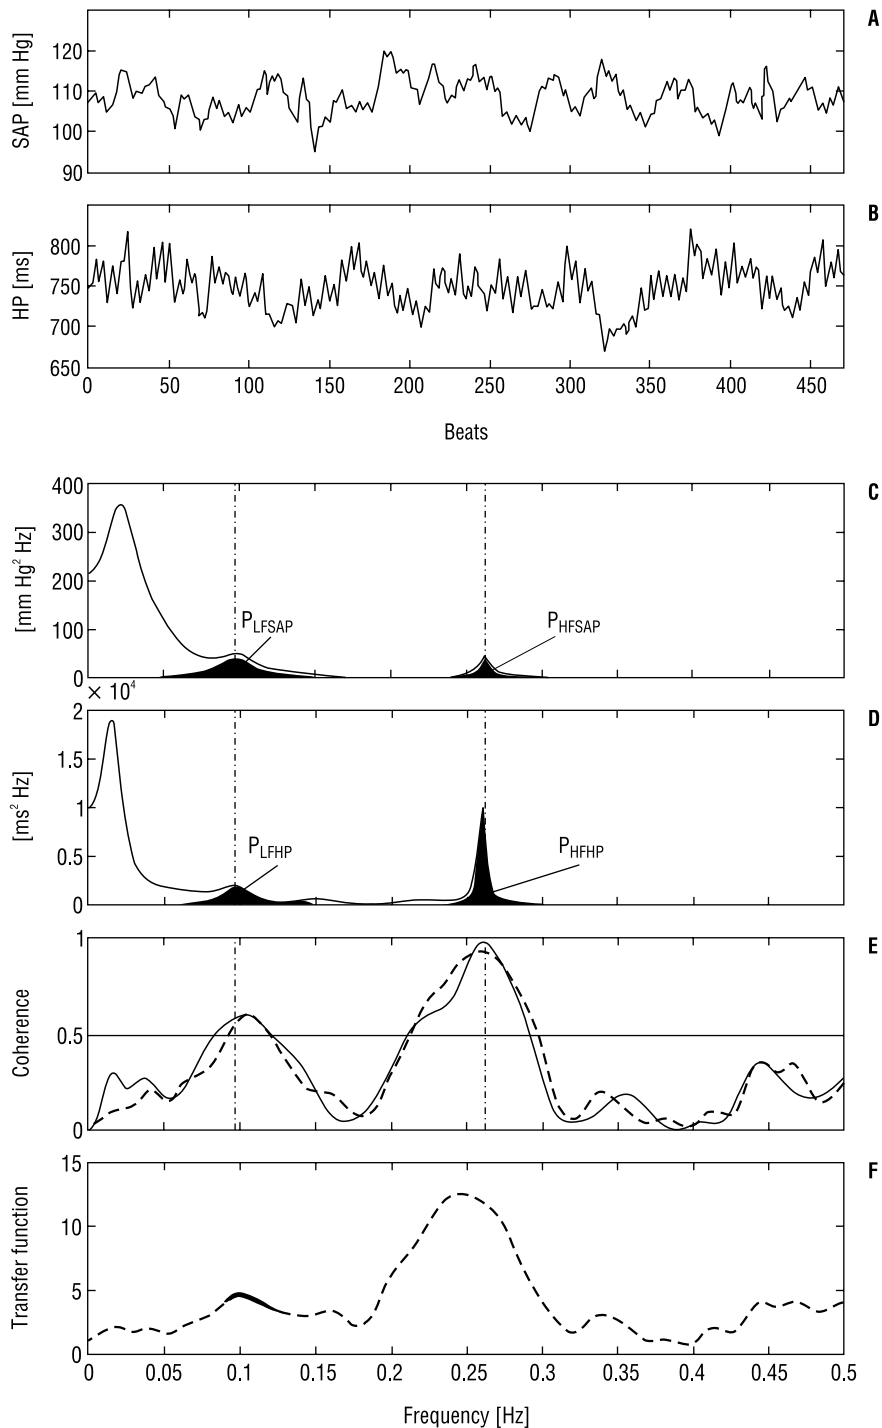 A
SAP [mm Hg]
120
110
100
90
B
HP [ms]
800
750
700
650
0 50 100 150 200 250 300 350 400 450
Beats
C
[mm Hg² Hz]
400
300
200
100
0
P_LFSAP
P_HFSAP
× 10⁴
D
[ms² Hz]
2
1.5
1
0.5
0
P_LFHP
P_HFHP
E
Coherence
1
0.5
0
F
Transfer function
15
10
5
0
0 0.05 0.1 0.15 0.2 0.25 0.3 0.35 0.4 0.45 0.5
Frequency [Hz]